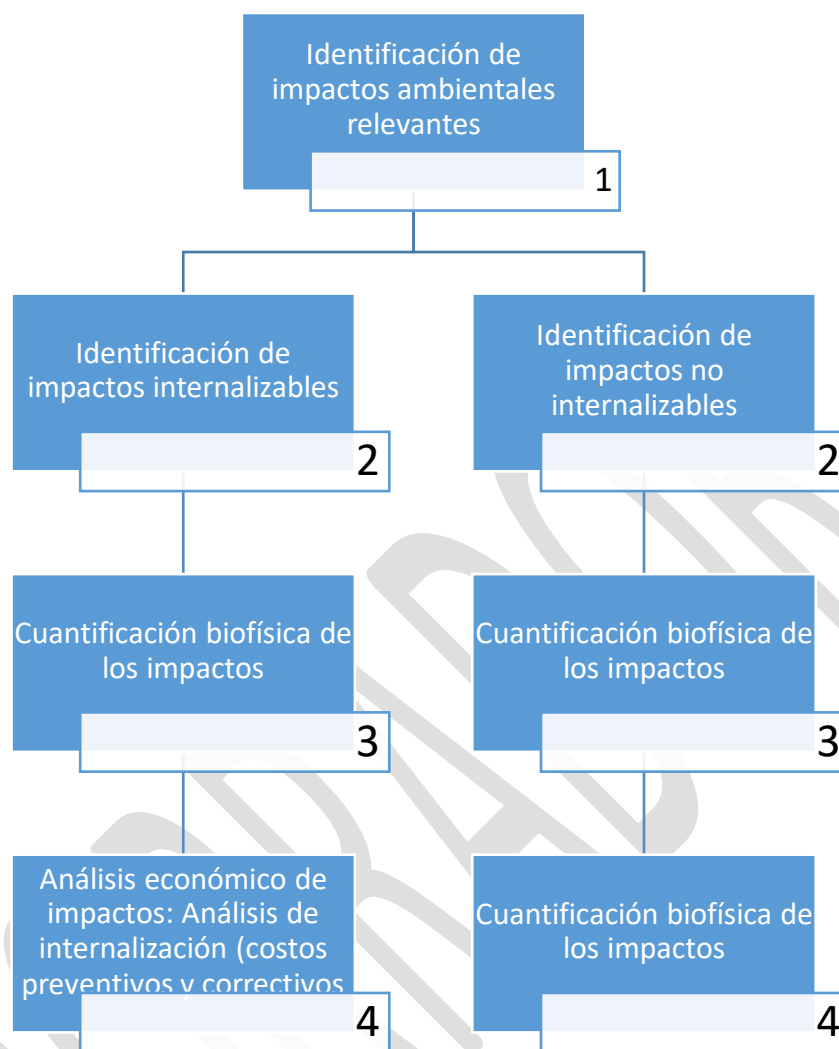 Identificación de
impactos ambientales
relevantes
1
Identificación de
impactos internalizables
2
Identificación de
impactos no
internalizables
2
Cuantificación biofísica de
los impactos
3
Cuantificación biofísica de
los impactos
3
Análisis económico de
impactos: Análisis de
internalización (costos
preventivos y correctivos
4
Cuantificación biofísica de
los impactos
4